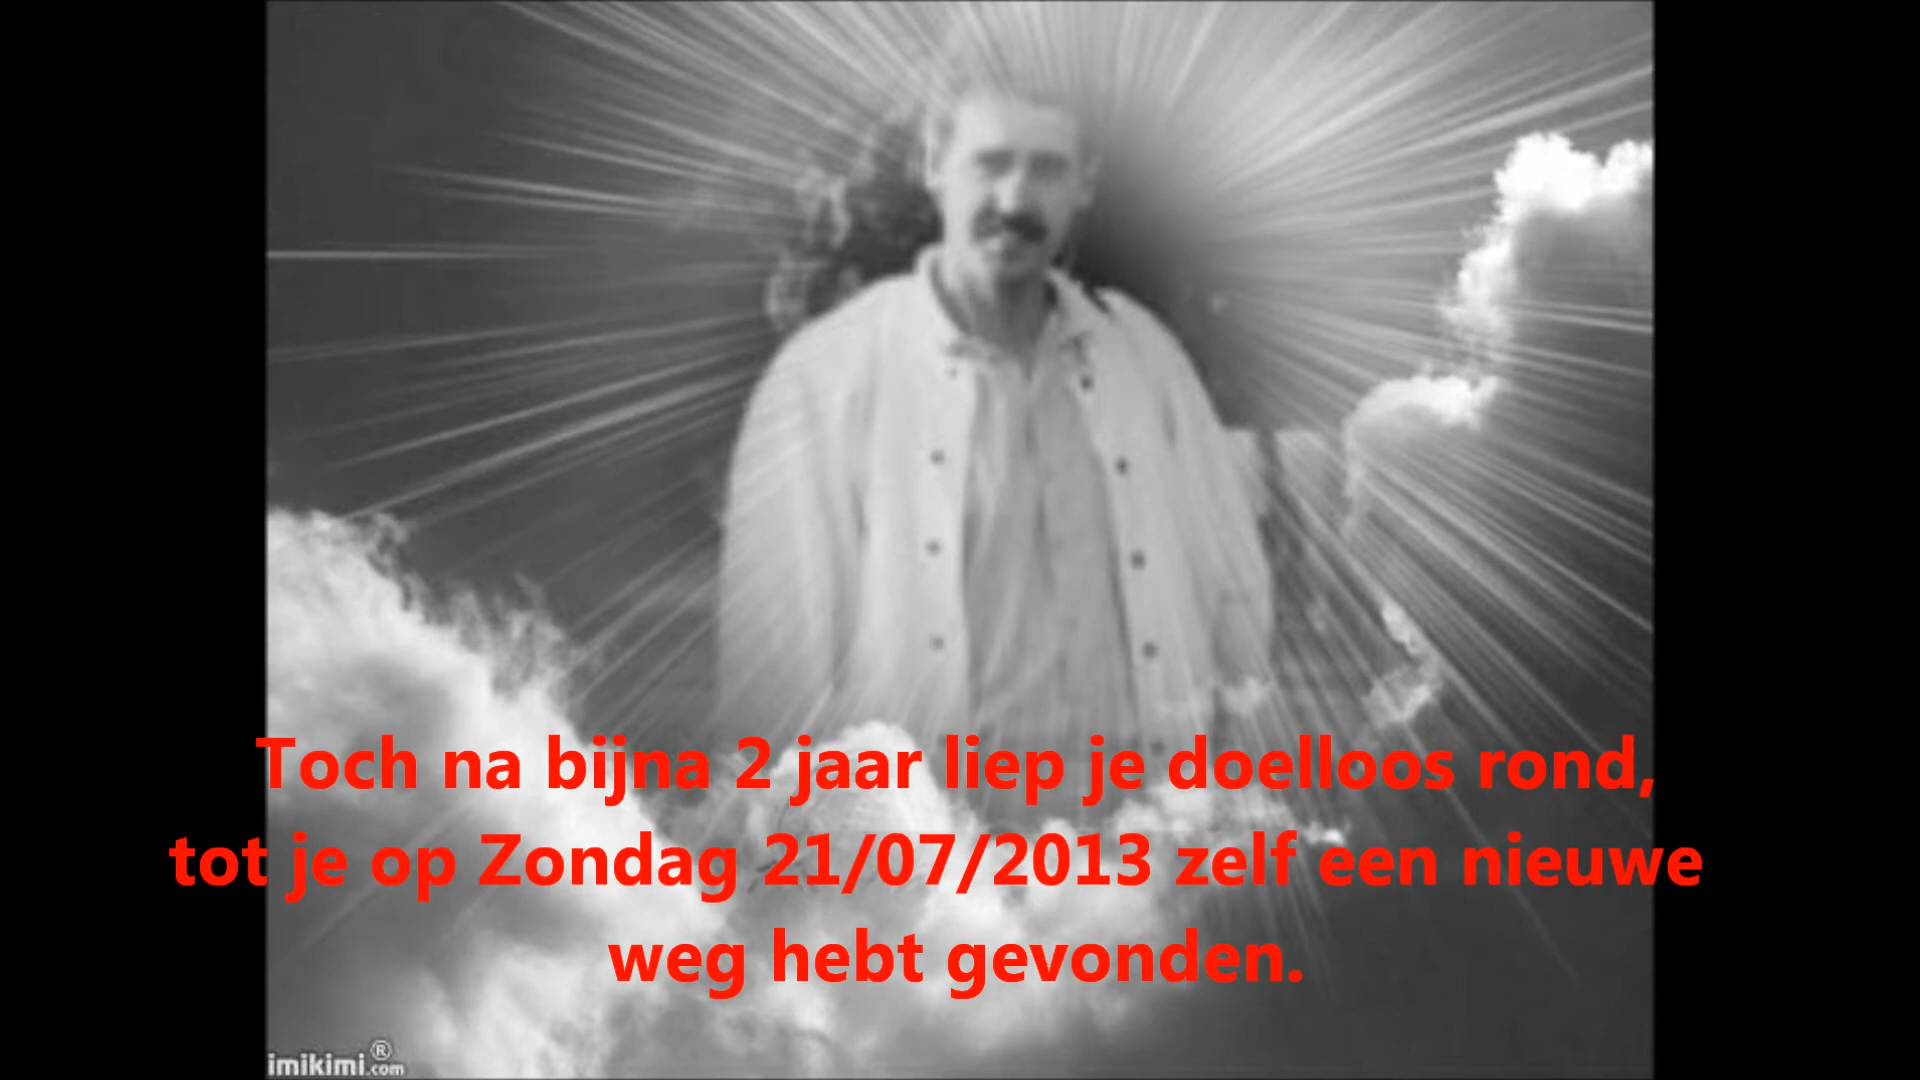 Toch na bijna 2 jaar liep je doelloos rond,
tot je op Zondag 21/07/2013 zelf een nieuwe
weg hebt gevonden.
imikimi.com®